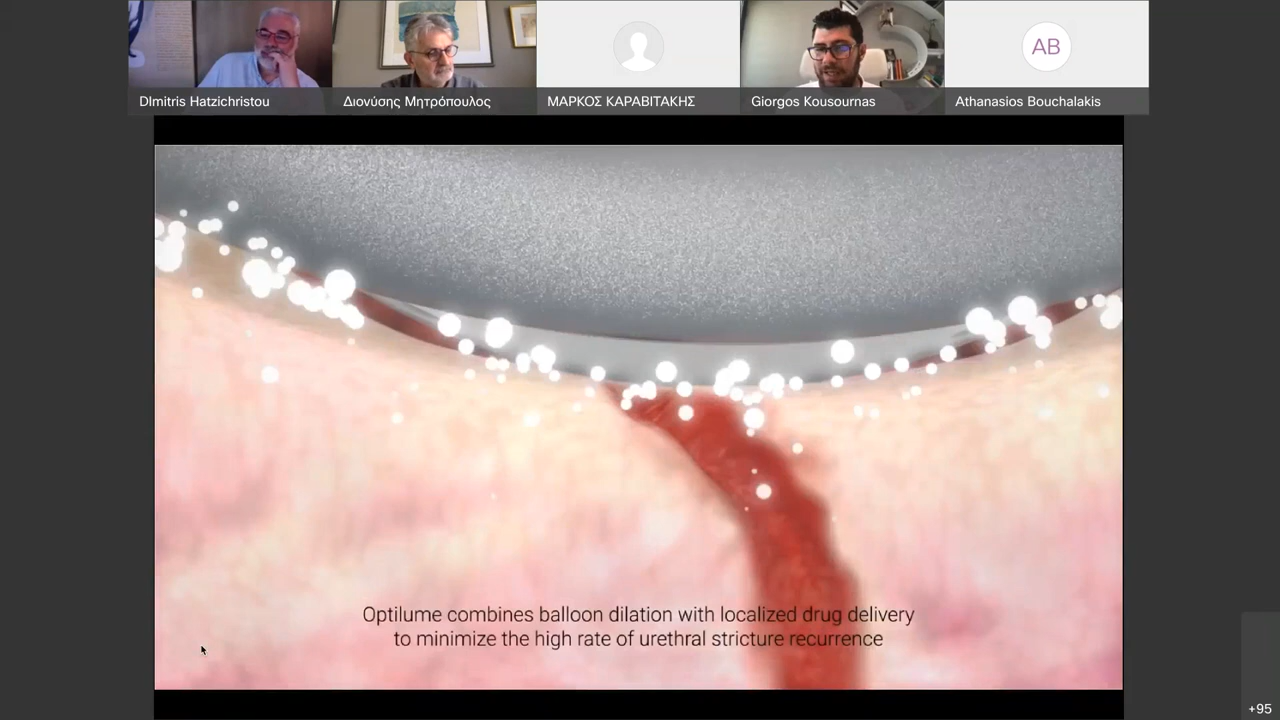 DImitris Hatzichristou
Διονύσης Μητρόπουλος
ΜΑΡΚΟΣ ΚΑΡΑΒΙΤΑΚΗΣ
Giorgos Kousournas
AB
Athanasios Bouchalakis
Optilume combines balloon dilation with localized drug delivery
to minimize the high rate of urethral stricture recurrence
+95